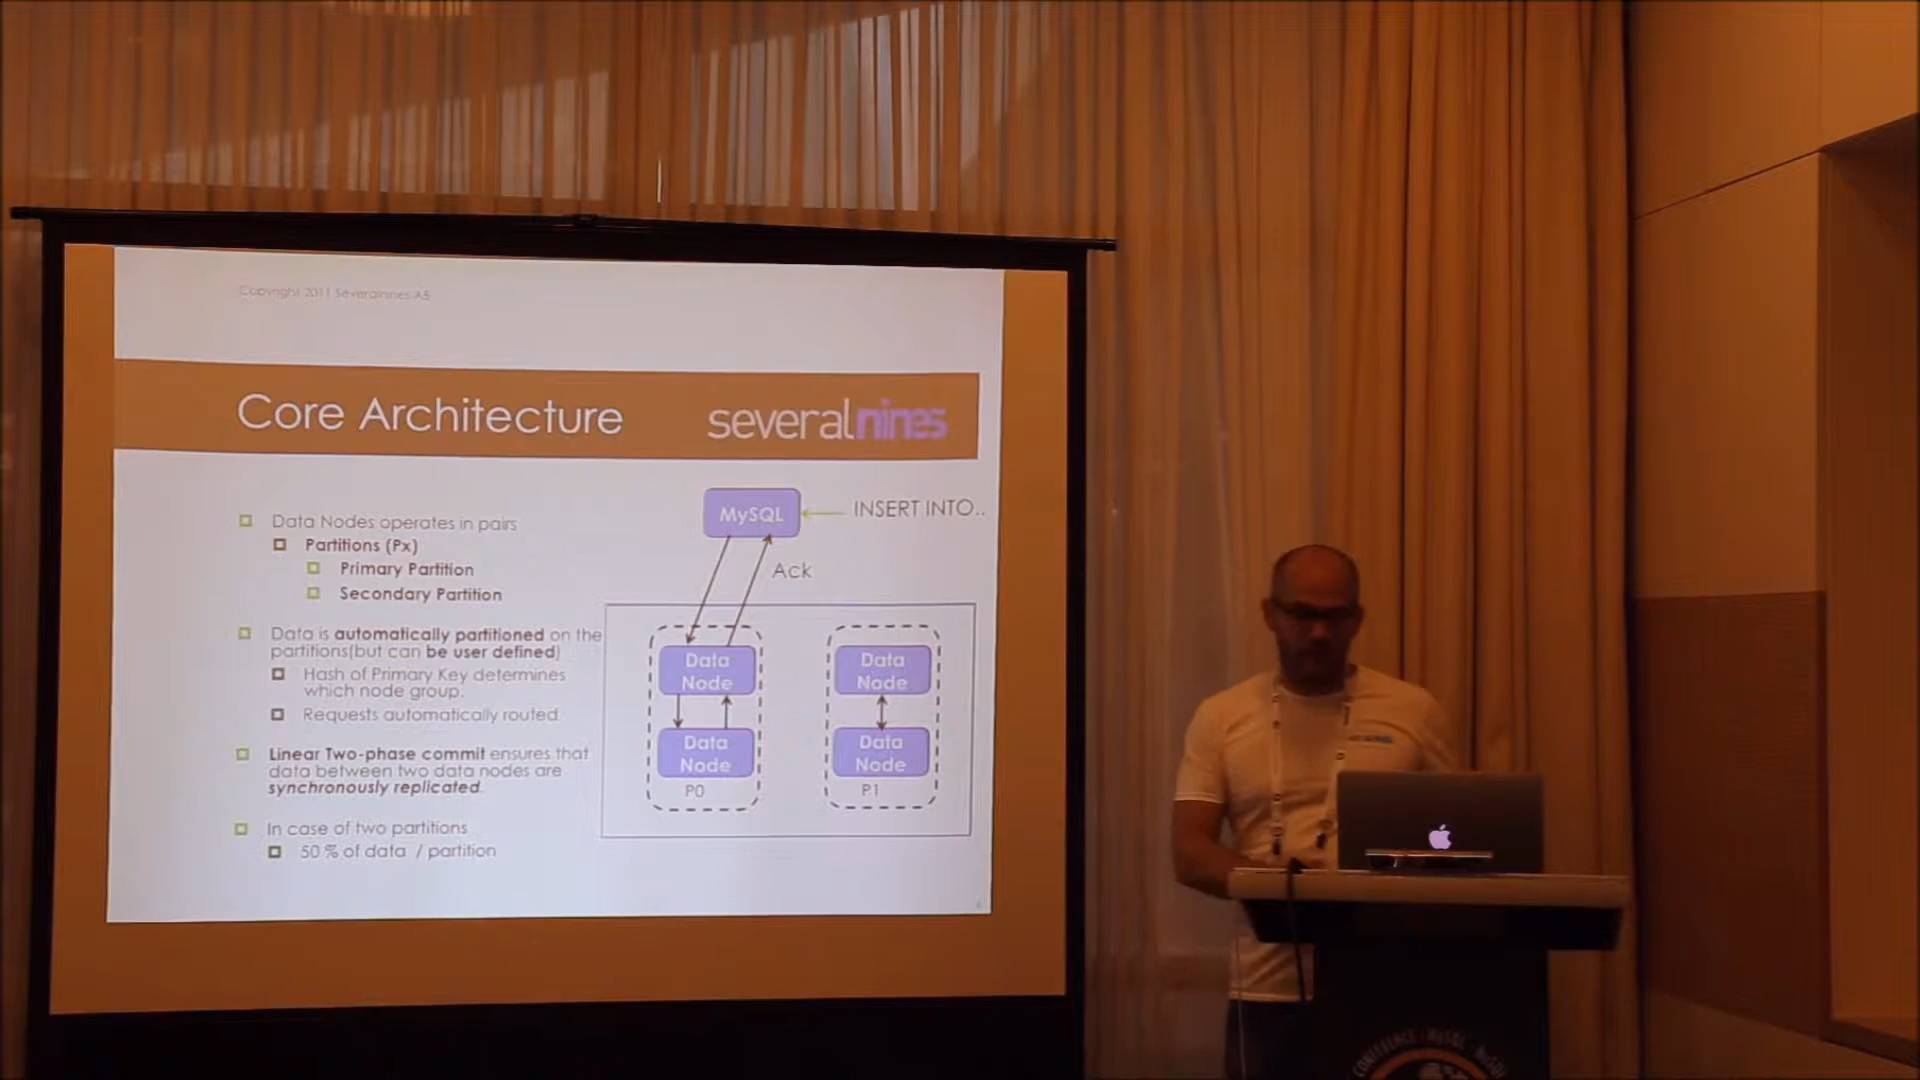 Copyright 2011 Severalnines AB
Core Architecture
severalnines
Data Nodes operates in pairs
Partitions (Px)
Primary Partition
Secondary Partition
Data is automatically partitioned on the
partitions(but can be user defined)
Hash of Primary Key determines
which node group.
Requests automatically routed.
Linear Two-phase commit ensures that
data between two data nodes are
synchronously replicated.
In case of two partitions
50 % of data / partition
MySQL
INSERT INTO..
Ack
Data
Node
Data
Node
P0
Data
Node
Data
Node
P1
CONFERENCE • MySQL •